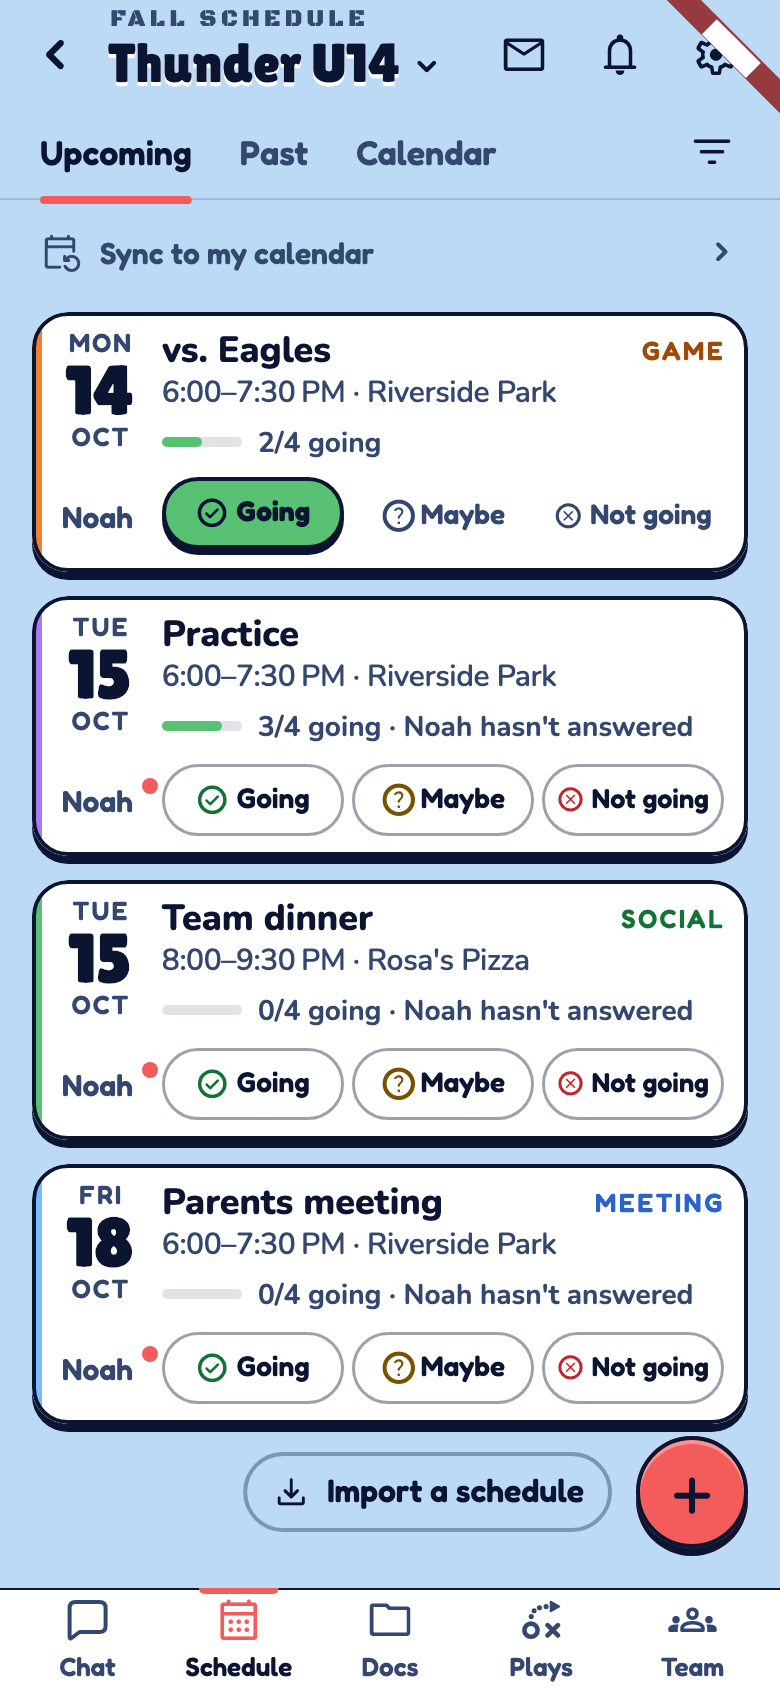 FALL SCHEDULE
Thunder U14
Upcoming Past Calendar
Sync to my calendar
MON
14
OCT
vs. Eagles
GAME
6:00–7:30 PM · Riverside Park
2/4 going
Noah
Going
Maybe
Not going
TUE
15
OCT
Practice
6:00–7:30 PM · Riverside Park
3/4 going · Noah hasn't answered
Noah
Going
Maybe
Not going
TUE
15
OCT
Team dinner
SOCIAL
8:00–9:30 PM · Rosa's Pizza
0/4 going · Noah hasn't answered
Noah
Going
Maybe
Not going
FRI
18
OCT
Parents meeting
MEETING
6:00–7:30 PM · Riverside Park
0/4 going · Noah hasn't answered
Noah
Going
Maybe
Not going
Import a schedule
Chat Schedule Docs Plays Team